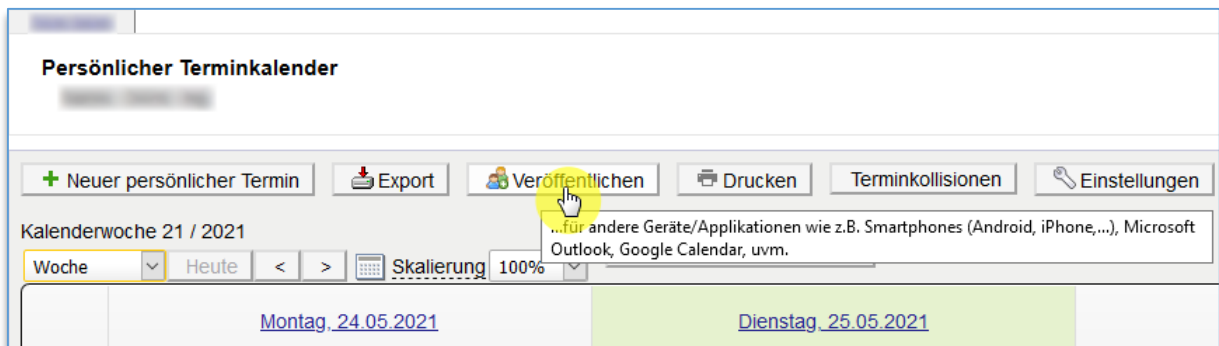 Persönlicher Terminkalender
Neuer persönlicher Termin Export Veröffentlichen Drucken Terminkollisionen Einstellungen
Kalenderwoche 21 / 2021
...für andere Geräte/Applikationen wie z.B. Smartphones (Android, iPhone,...), Microsoft
Outlook, Google Calendar, uvm.
Woche Heute < > Skalierung 100%
Montag, 24.05.2021 Dienstag, 25.05.2021